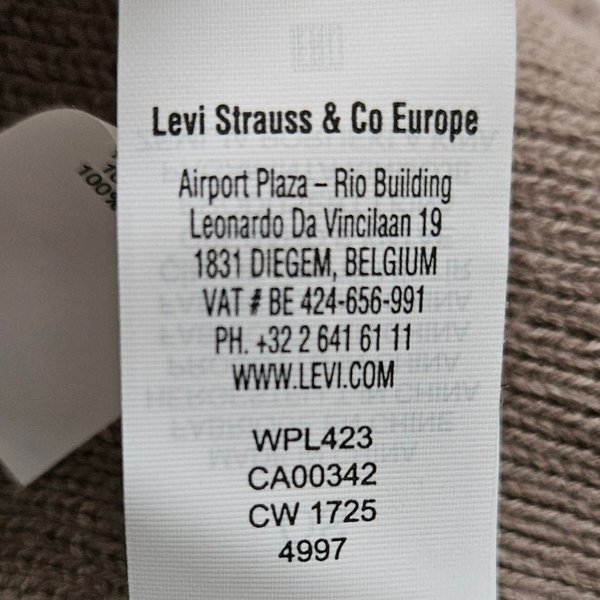 Levi Strauss & Co Europe
Airport Plaza – Rio Building
Leonardo Da Vincilaan 19
1831 DIEGEM, BELGIUM
VAT # BE 424-656-991
PH. +32 2 641 61 11
WWW.LEVI.COM
WPL423
CA00342
CW 1725
4997
100%